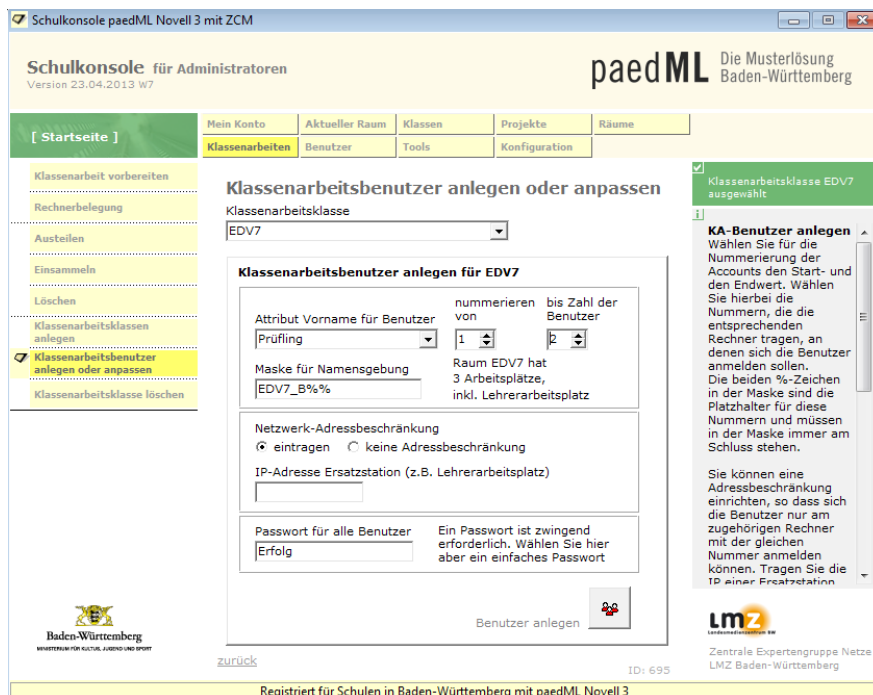 Schulkonsole paedML Novell 3 mit ZCM
Schulkonsole für Administratoren
Version 23.04.2013 W7
paedML Die Musterlösung
Baden-Württemberg
[ Startseite ]
Mein Konto Aktueller Raum Klassen Projekte Räume
Klassenarbeiten Benutzer Tools Konfiguration
Klassenarbeit vorbereiten
Rechnerbelegung
Austeilen
Einsammeln
Löschen
Klassenarbeitsklassen
anlegen
Klassenarbeitsbenutzer
anlegen oder anpassen
Klassenarbeitsklasse löschen
Klassenarbeitsbenutzer anlegen oder anpassen
Klassenarbeitsklasse
EDV7
Klassenarbeitsbenutzer anlegen für EDV7
Attribut Vorname für Benutzer
Prüfling
nummerieren
von
1
bis Zahl der
Benutzer
2
Maske für Namensgebung
EDV7_B%%
Raum EDV7 hat
3 Arbeitsplätze,
inkl. Lehrerarbeitsplatz
Netzwerk-Adressbeschränkung
eintragen keine Adressbeschränkung
IP-Adresse Ersatzstation (z.B. Lehrerarbeitsplatz)
Passwort für alle Benutzer
Erfolg
Ein Passwort ist zwingend
erforderlich. Wählen Sie hier
aber ein einfaches Passwort
Benutzer anlegen
zurück
ID: 695
Klassenarbeitsklasse EDV7
ausgewählt
KA-Benutzer anlegen
Wählen Sie für die
Nummerierung der
Accounts den Start- und
den Endwert. Wählen
Sie hierbei die
Nummern, die die
entsprechenden
Rechner tragen, an
denen sich die Benutzer
anmelden sollen.
Die beiden %-Zeichen
in der Maske sind die
Platzhalter für diese
Nummern und müssen
in der Maske immer am
Schluss stehen.
Sie können eine
Adressbeschränkung
einrichten, so dass sich
die Benutzer nur am
zugehörigen Rechner
mit der gleichen
Nummer anmelden
können. Tragen Sie die
IP einer Ersatzstation
Baden-Württemberg
MINISTERIUM FÜR KULTUS, JUGEND UND SPORT
LMZ
Landesmedienzentrum BW
Zentrale Expertengruppe Netze
LMZ Baden-Württemberg
Registriert für Schulen in Baden-Württemberg mit paedML Novell 3